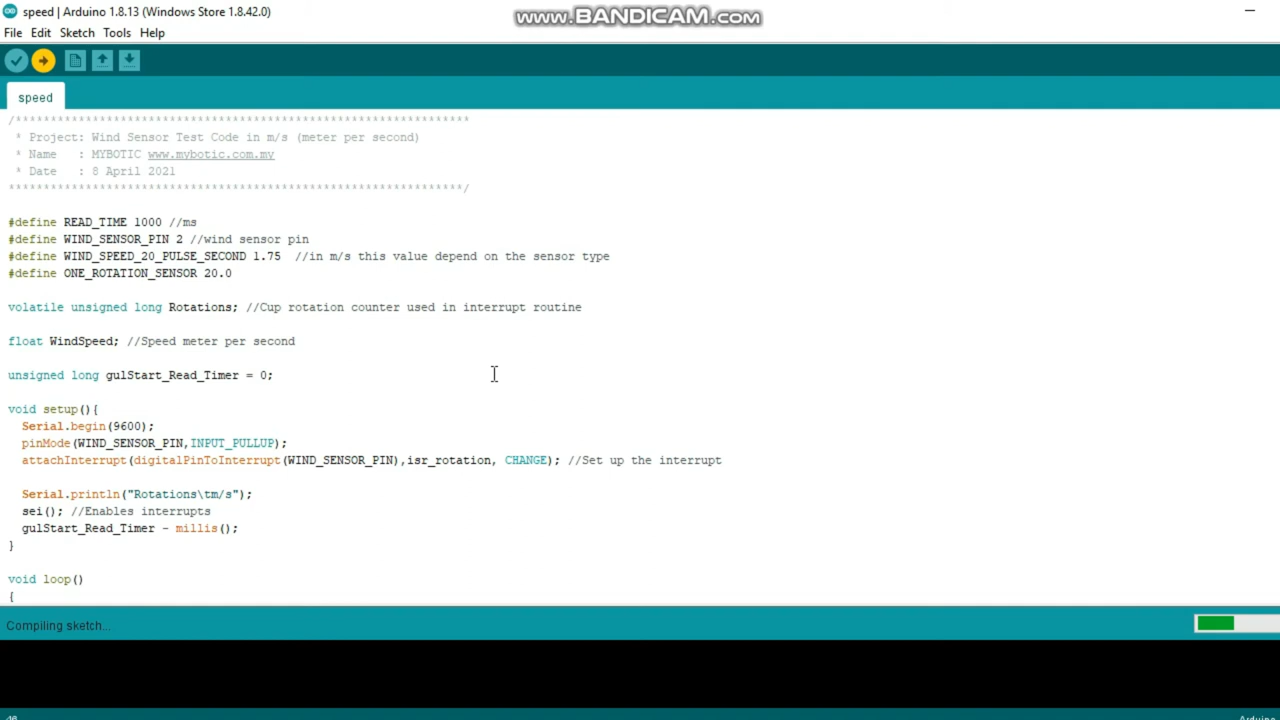 speed | Arduino 1.8.13 (Windows Store 1.8.42.0)
www.BANDICAM.com
File Edit Sketch Tools Help
speed
/*****************************************************************
* Project: Wind Sensor Test Code in m/s (meter per second)
* Name : MYBOTIC www.mybotic.com.my
* Date : 8 April 2021
*****************************************************************/
#define READ_TIME 1000 //ms
#define WIND_SENSOR_PIN 2 //wind sensor pin
#define WIND_SPEED_20_PULSE_SECOND 1.75 //in m/s this value depend on the sensor type
#define ONE_ROTATION_SENSOR 20.0
volatile unsigned long Rotations; //Cup rotation counter used in interrupt routine
float WindSpeed; //Speed meter per second
unsigned long gulStart_Read_Timer = 0;
void setup(){
Serial.begin(9600);
pinMode(WIND_SENSOR_PIN,INPUT_PULLUP);
attachInterrupt(digitalPinToInterrupt(WIND_SENSOR_PIN),isr_rotation, CHANGE); //Set up the interrupt
Serial.println("Rotations\tm/s");
sei(); //Enables interrupts
gulStart_Read_Timer - millis();
}
void loop()
{
Compiling sketch...